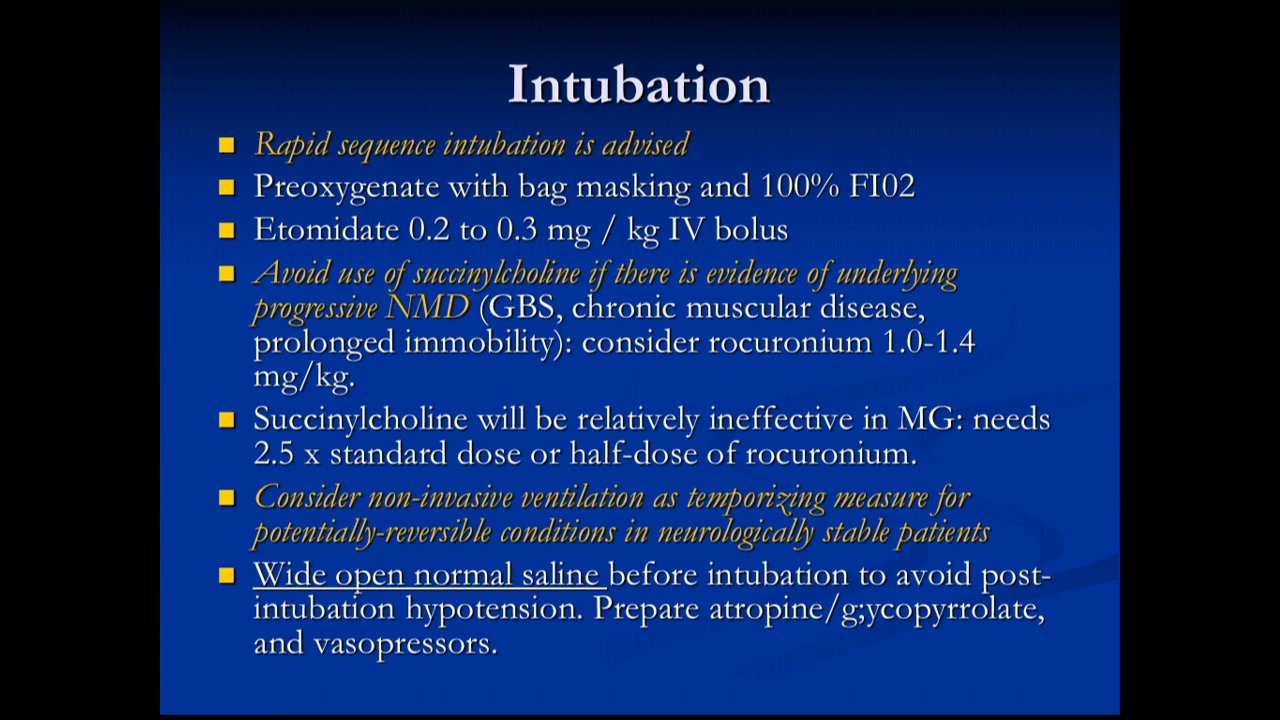 Intubation
Rapid sequence intubation is advised
Preoxygenate with bag masking and 100% FI02
Etomidate 0.2 to 0.3 mg / kg IV bolus
Avoid use of succinylcholine if there is evidence of underlying
progressive NMD (GBS, chronic muscular disease,
prolonged immobility): consider rocuronium 1.0-1.4
mg/kg.
Succinylcholine will be relatively ineffective in MG: needs
2.5 x standard dose or half-dose of rocuronium.
Consider non-invasive ventilation as temporizing measure for
potentially-reversible conditions in neurologically stable patients
Wide open normal saline before intubation to avoid post-
intubation hypotension. Prepare atropine/g;ycopyrrolate,
and vasopressors.